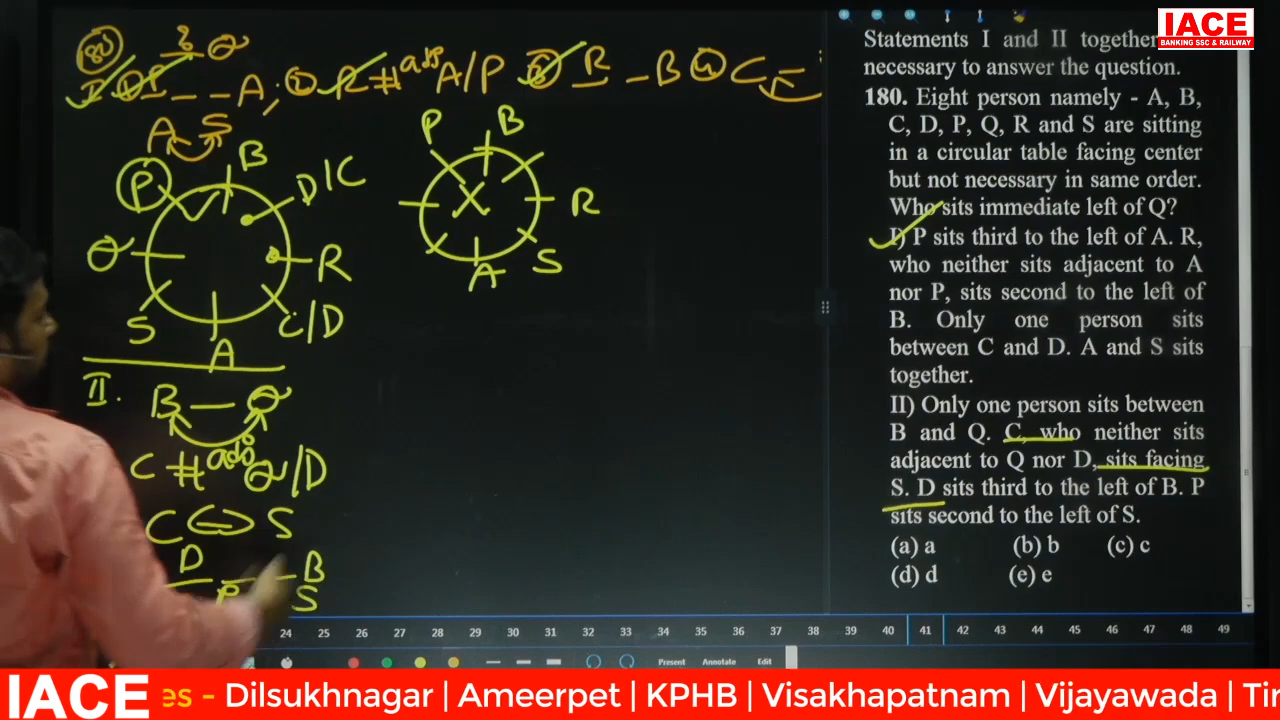 IACE
BANKING SSC & RAILWAY
Statements I and II together
necessary to answer the question.
180. Eight person namely - A, B,
C, D, P, Q, R and S are sitting
in a circular table facing center
but not necessary in same order.
Who sits immediate left of Q?
I) P sits third to the left of A. R,
who neither sits adjacent to A
nor P, sits second to the left of
B. Only one person sits
between C and D. A and S sits
together.
II) Only one person sits between
B and Q. C, who neither sits
adjacent to Q nor D, sits facing
S. D sits third to the left of B. P
sits second to the left of S.
(a) a (b) b (c) c
(d) d (e) e
180 Q
A/P
A S
P B D/C
Q R
S C/D
A
P B
R
A S
II. B — Q
C Q/D
C S
D B
P S
24 25 26 27 28 29 30 31 32 33 34 35 36 37 38 39 40 41 42 43 44 45 46 47 48 49
Present Annotate Edit
IACE es - Dilsukhnagar | Ameerpet | KPHB | Visakhapatnam | Vijayawada | Tir